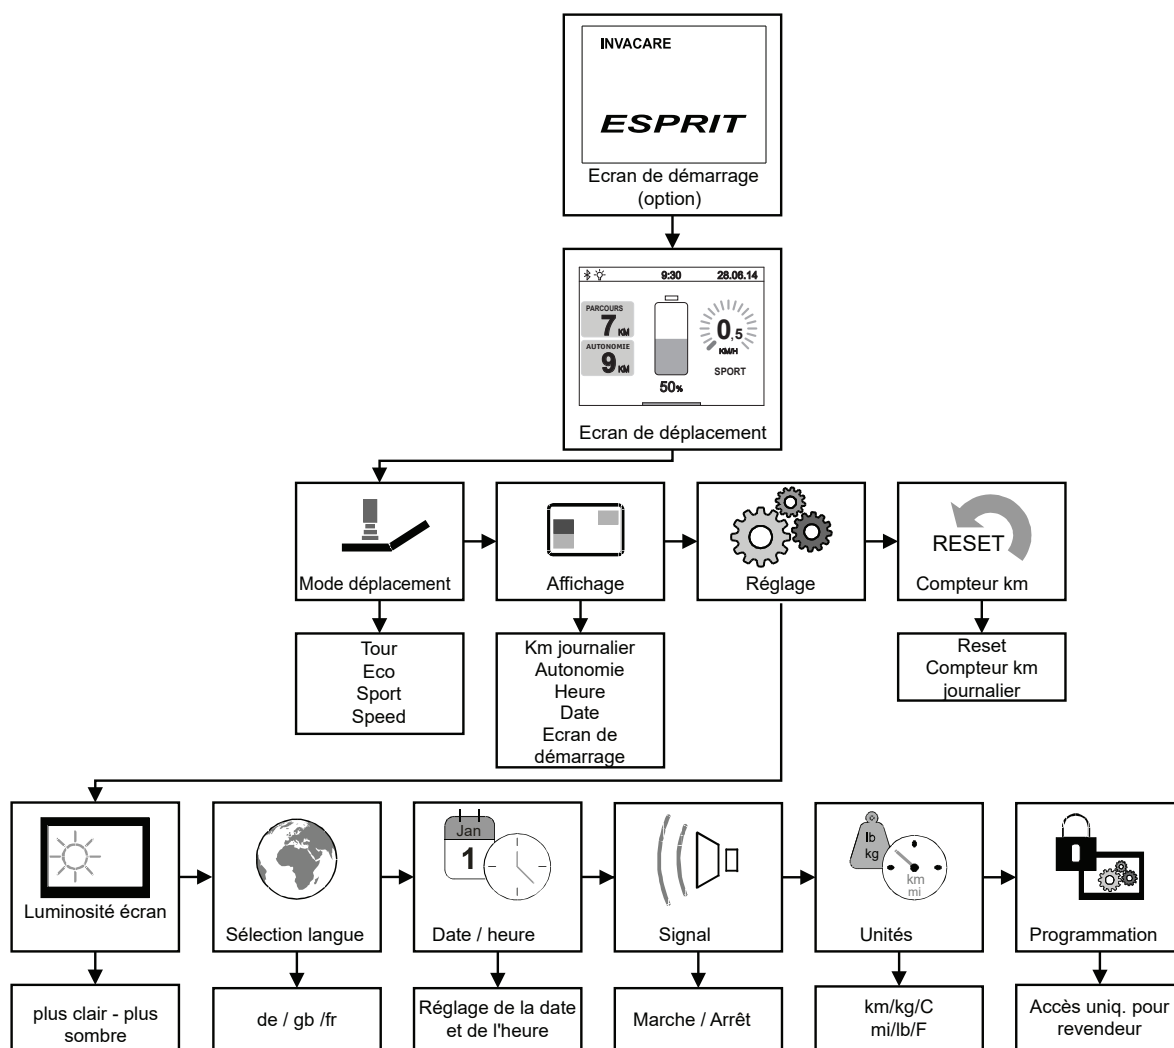 INVACARE
ESPRIT
Ecran de démarrage
(option)
9:30 28.06.14
PARCOURS
7 KM
AUTONOMIE
9 KM
50%
0,5
KM/H
SPORT
Ecran de déplacement
Mode déplacement
Affichage
Réglage
RESET
Compteur km
Tour
Eco
Sport
Speed
Km journalier
Autonomie
Heure
Date
Ecran de
démarrage
Reset
Compteur km
journalier
Luminosité écran
Sélection langue
Jan
1
Date / heure
Signal
lb
kg
km
mi
Unités
Programmation
plus clair - plus
sombre
de / gb /fr
Réglage de la date
et de l'heure
Marche / Arrêt
km/kg/C
mi/lb/F
Accès uniq. pour
revendeur